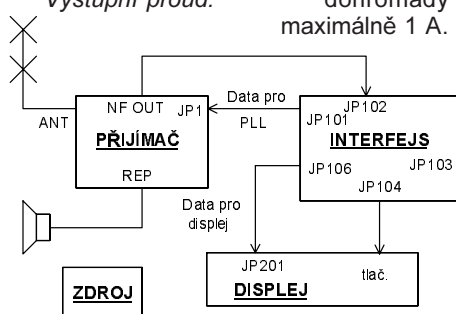 Výstupní proud: dohromady
maximálně 1 A.
NF OUT
JP1
Data pro
PLL
JP102
JP101
ANT
PŘIJÍMAČ
INTERFEJS
REP
JP106
JP103
JP104
Data pro
displej
JP201
tlač.
ZDROJ
DISPLEJ